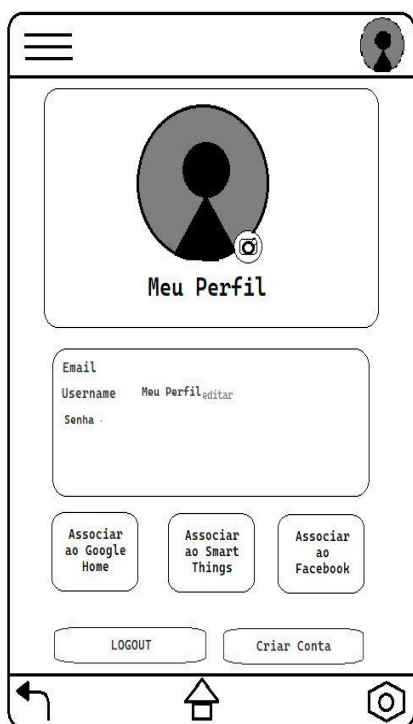 Meu Perfil
Email
Username Meu Perfil editar
Senha
Associar
ao Google
Home
Associar
ao Smart
Things
Associar
ao
Facebook
LOGOUT
Criar Conta